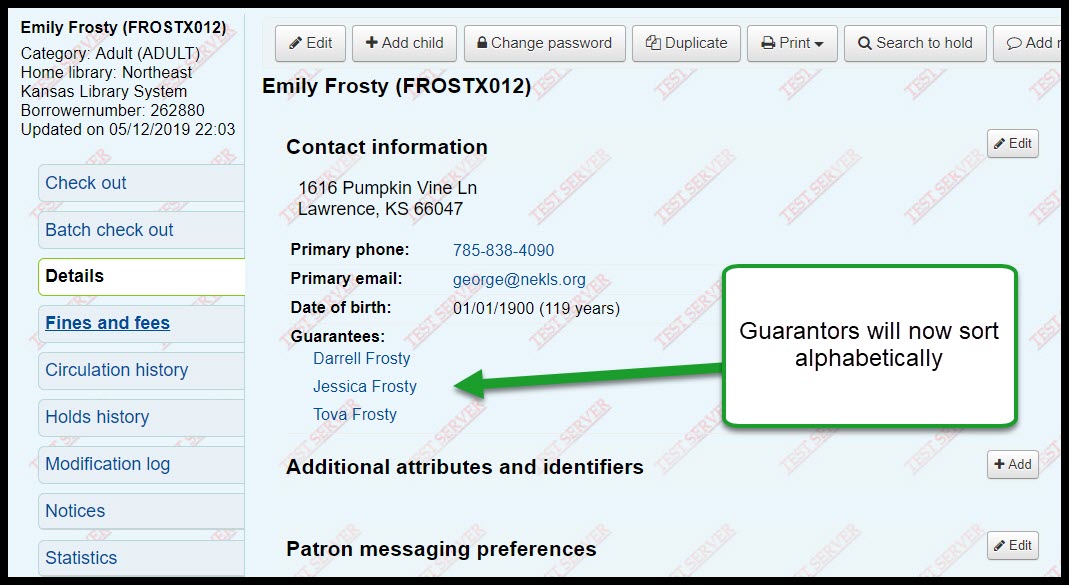 Emily Frosty (FROSTX012)
Category: Adult (ADULT)
Home library: Northeast
Kansas Library System
Borrowernumber: 262880
Updated on 05/12/2019 22:03
Check out
Batch check out
Details
Fines and fees
Circulation history
Holds history
Modification log
Notices
Statistics
Edit
Add child
Change password
Duplicate
Print
Search to hold
Add
Emily Frosty (FROSTX012)
Contact information
Edit
1616 Pumpkin Vine Ln
Lawrence, KS 66047
Primary phone: 785-838-4090
Primary email: george@nekls.org
Date of birth: 01/01/1900 (119 years)
Guarantees:
Darrell Frosty
Jessica Frosty
Tova Frosty
Guarantors will now sort
alphabetically
Additional attributes and identifiers
Add
Patron messaging preferences
Edit
TEST SERVER